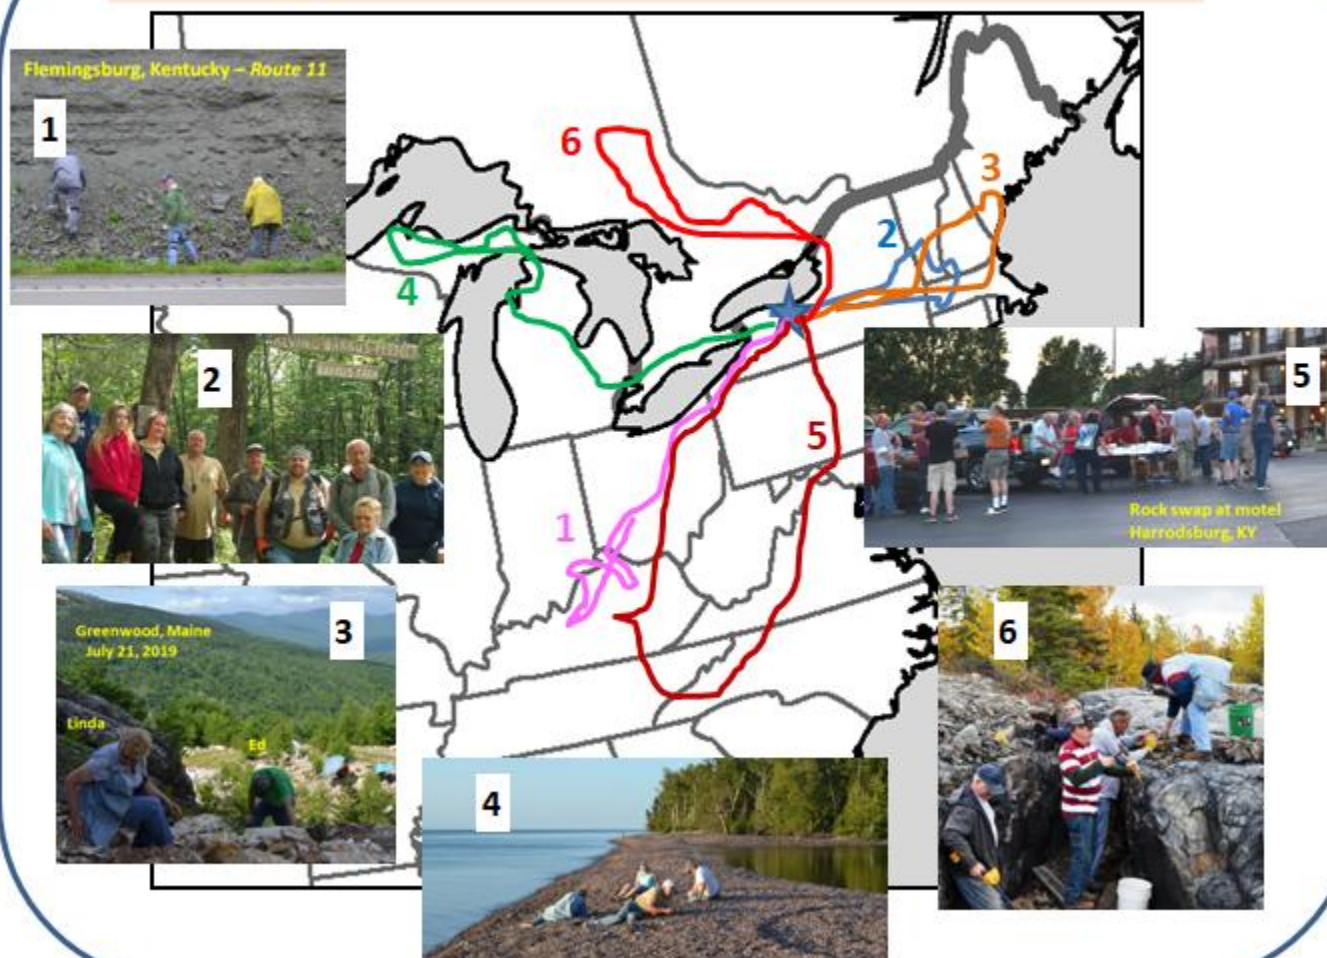 Flemingsburg, Kentucky – Route 11
1
6
3
2
4
2
5
5
Rock swap at motel
Harrodsburg, KY
1
Greenwood, Maine
July 21, 2019
3
Linda
Ed
6
4